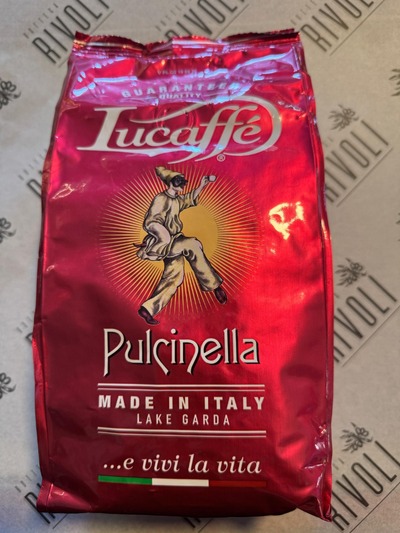 GUARANTEED
QUALITY
Lucaffé®
Pulcinella
MADE IN ITALY
LAKE GARDA
...e vivi la vita
RIVOLI
RIVOLI
RIVOLI
RIVOLI